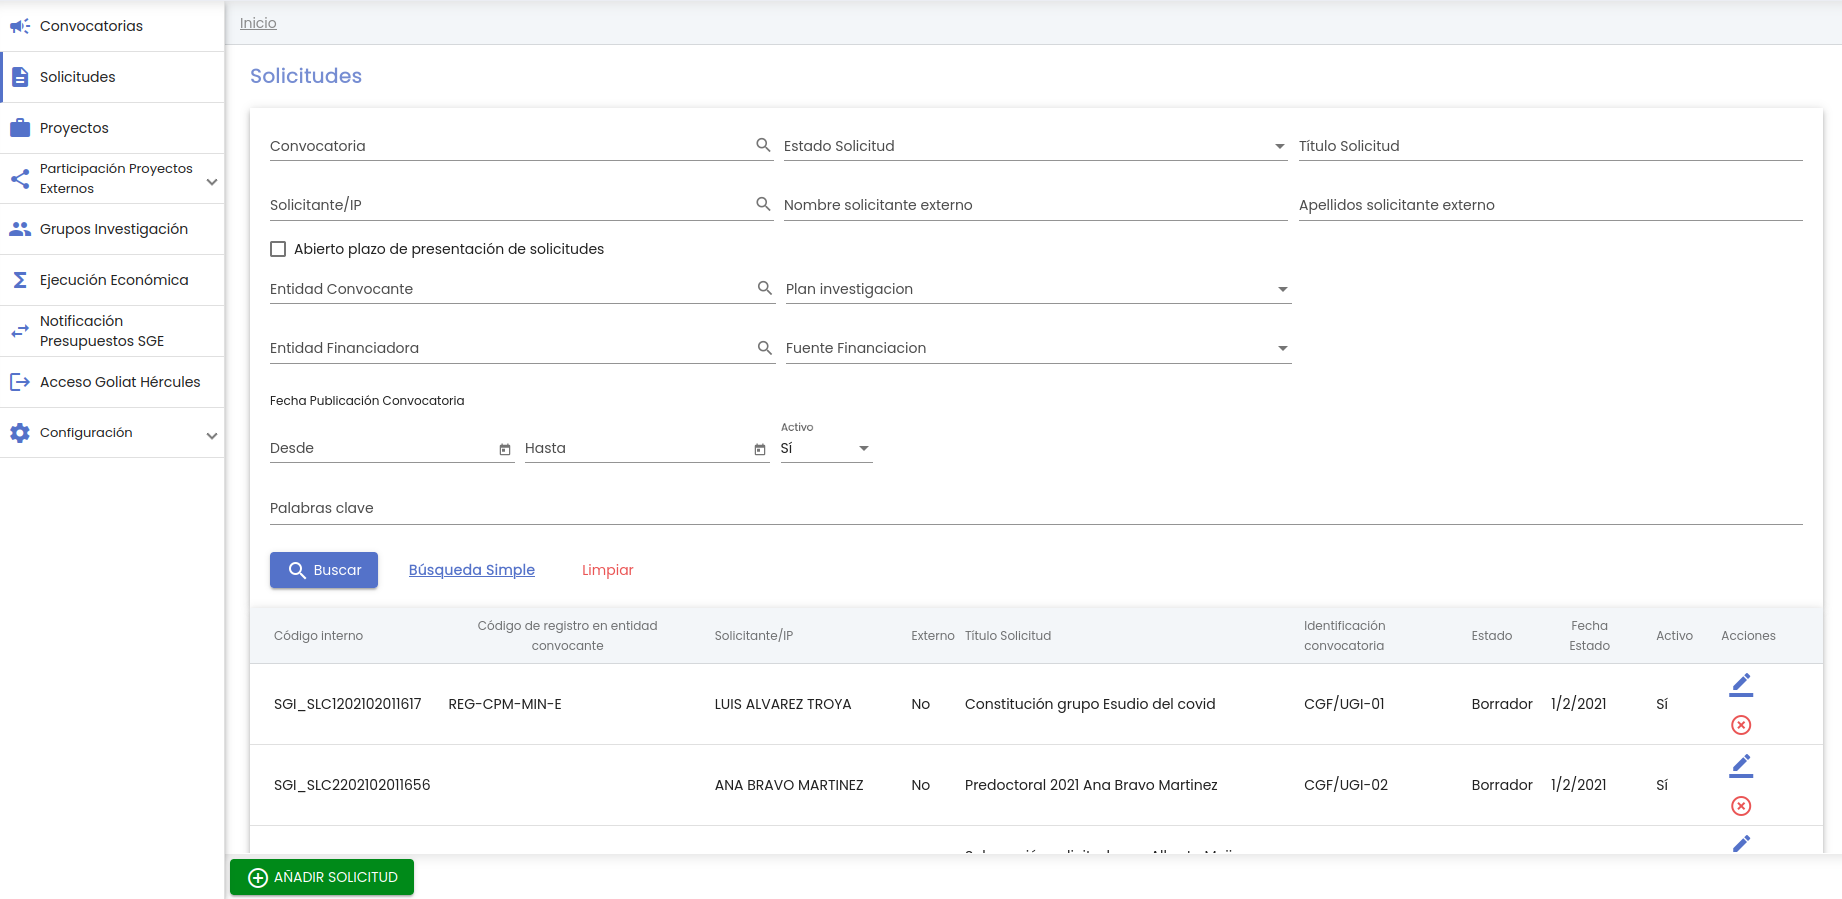 Convocatorias
Solicitudes
Proyectos
Participación Proyectos
Externos
Grupos Investigación
Ejecución Económica
Notificación
Presupuestos SGE
Acceso Goliat Hércules
Configuración
Inicio
Solicitudes
Convocatoria Estado Solicitud Título Solicitud
Solicitante/IP Nombre solicitante externo Apellidos solicitante externo
Abierto plazo de presentación de solicitudes
Entidad Convocante Plan investigacion
Entidad Financiadora Fuente Financiacion
Fecha Publicación Convocatoria
Activo
Desde Hasta Sí
Palabras clave
Buscar Búsqueda Simple Limpiar
Código interno Código de registro en entidad convocante Solicitante/IP Externo Título Solicitud Identificación convocatoria Estado Fecha Estado Activo Acciones
SGI_SLC1202102011617 REG-CPM-MIN-E LUIS ALVAREZ TROYA No Constitución grupo Esudio del covid CGF/UGI-01 Borrador 1/2/2021 Sí
SGI_SLC2202102011656 ANA BRAVO MARTINEZ No Predoctoral 2021 Ana Bravo Martinez CGF/UGI-02 Borrador 1/2/2021 Sí
AÑADIR SOLICITUD